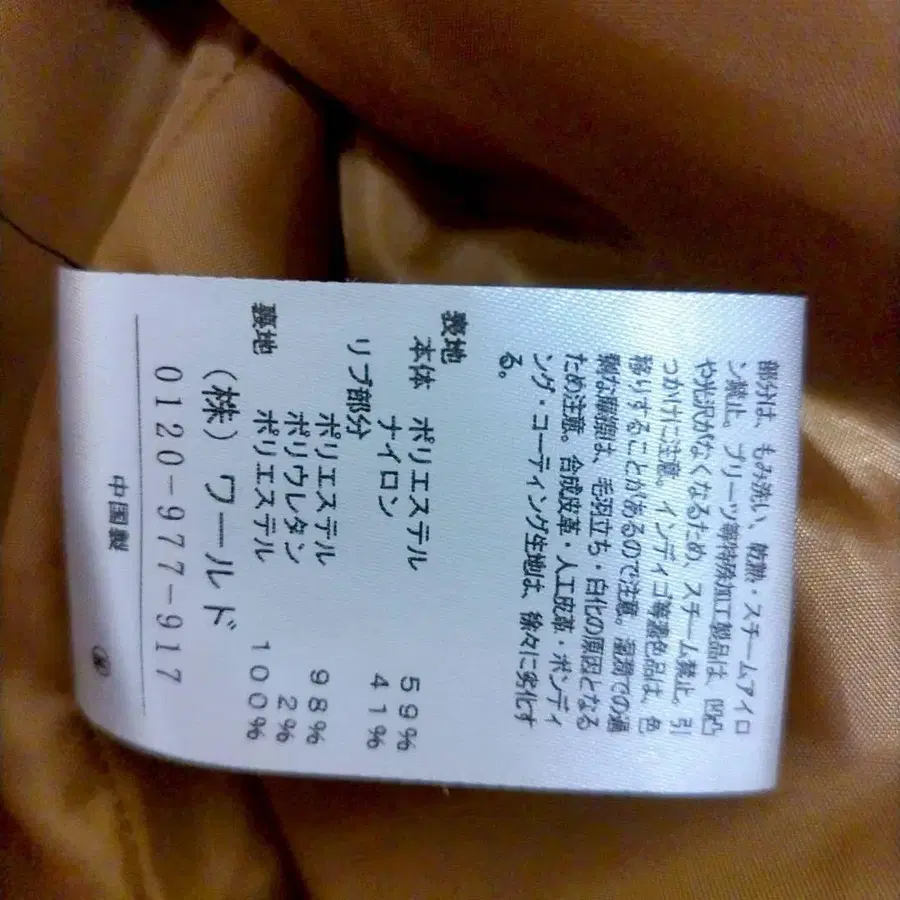 部分は、もみ洗い、乾熱・スチームアイロ
ン禁止。プリーツ等特殊加工製品は、凹凸
や光沢がなくなるため、スチーム禁止。引
つかけに注意。インディゴ等濃色品は、色
移りすることがあるので注意。湿潤での過
剰な摩擦は、毛羽立ち・白化の原因となる
ため注意。合成皮革・人工皮革・ボンディ
ング・コーティング生地は、徐々に劣化す
る。
表地
本体 ポリエステル 59%
ナイロン 41%
リブ部分
ポリエステル 98%
ポリウレタン 2%
裏地 ポリエステル 100%
(株) ワールド
0120-977-917
中国製